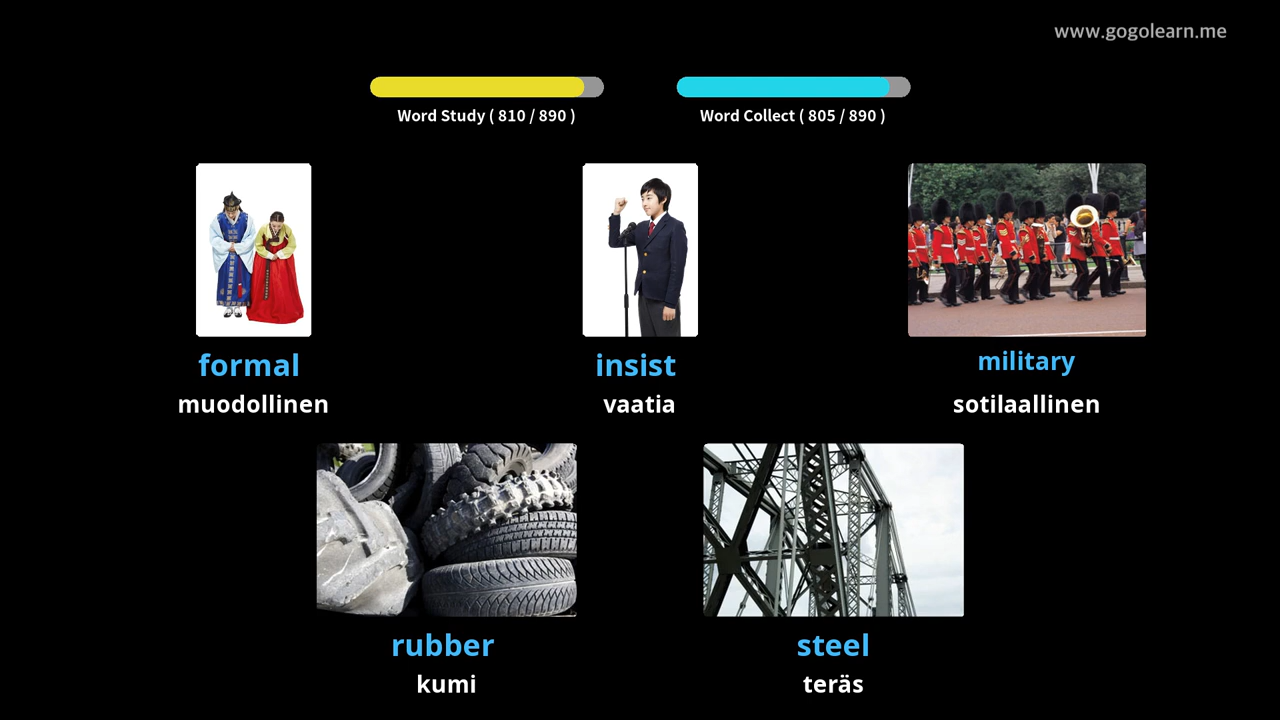 www.gogolearn.me
Word Study ( 810 / 890 )
Word Collect ( 805 / 890 )
formal
muodollinen
insist
vaatia
military
sotilaallinen
rubber
kumi
steel
teräs